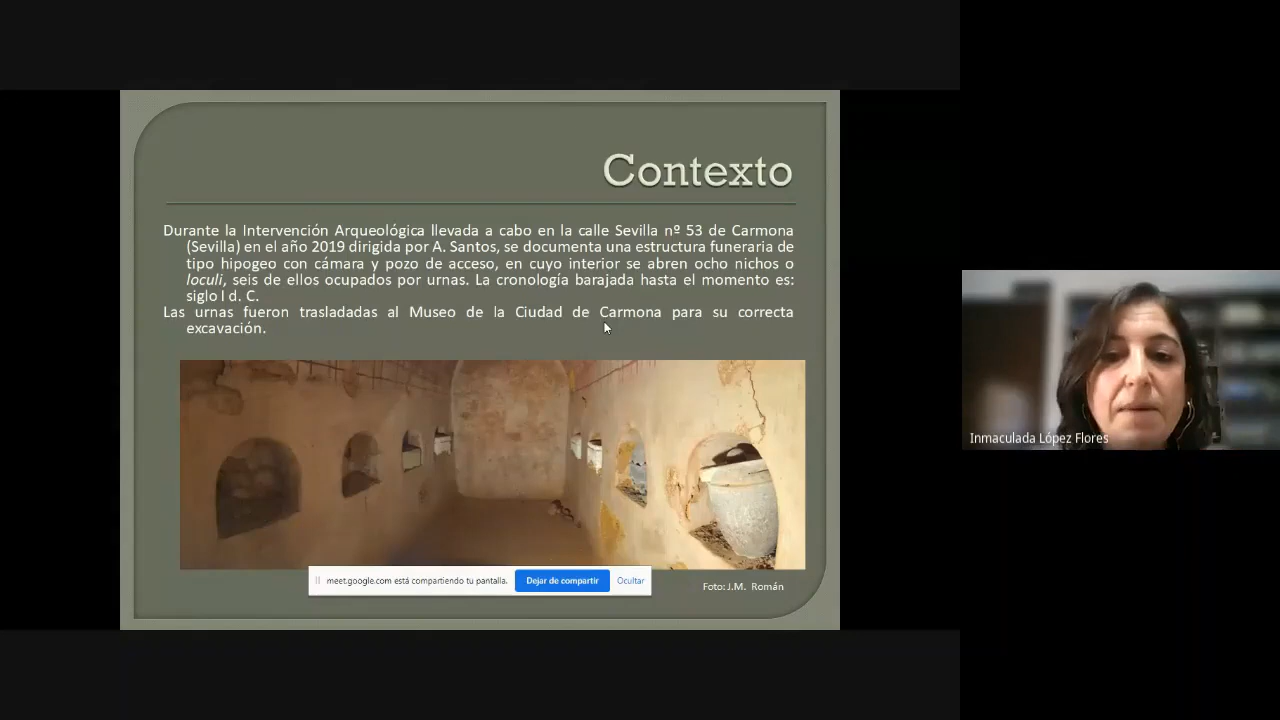 Contexto
Durante la Intervención Arqueológica llevada a cabo en la calle Sevilla nº 53 de Carmona
(Sevilla) en el año 2019 dirigida por A. Santos, se documenta una estructura funeraria de
tipo hipogeo con cámara y pozo de acceso, en cuyo interior se abren ocho nichos o
loculi, seis de ellos ocupados por urnas. La cronología barajada hasta el momento es:
siglo I d. C.
Las urnas fueron trasladadas al Museo de la Ciudad de Carmona para su correcta
excavación.
meet.google.com está compartiendo tu pantalla.
Dejar de compartir
Ocultar
Foto: J.M. Román
Inmaculada López Flores